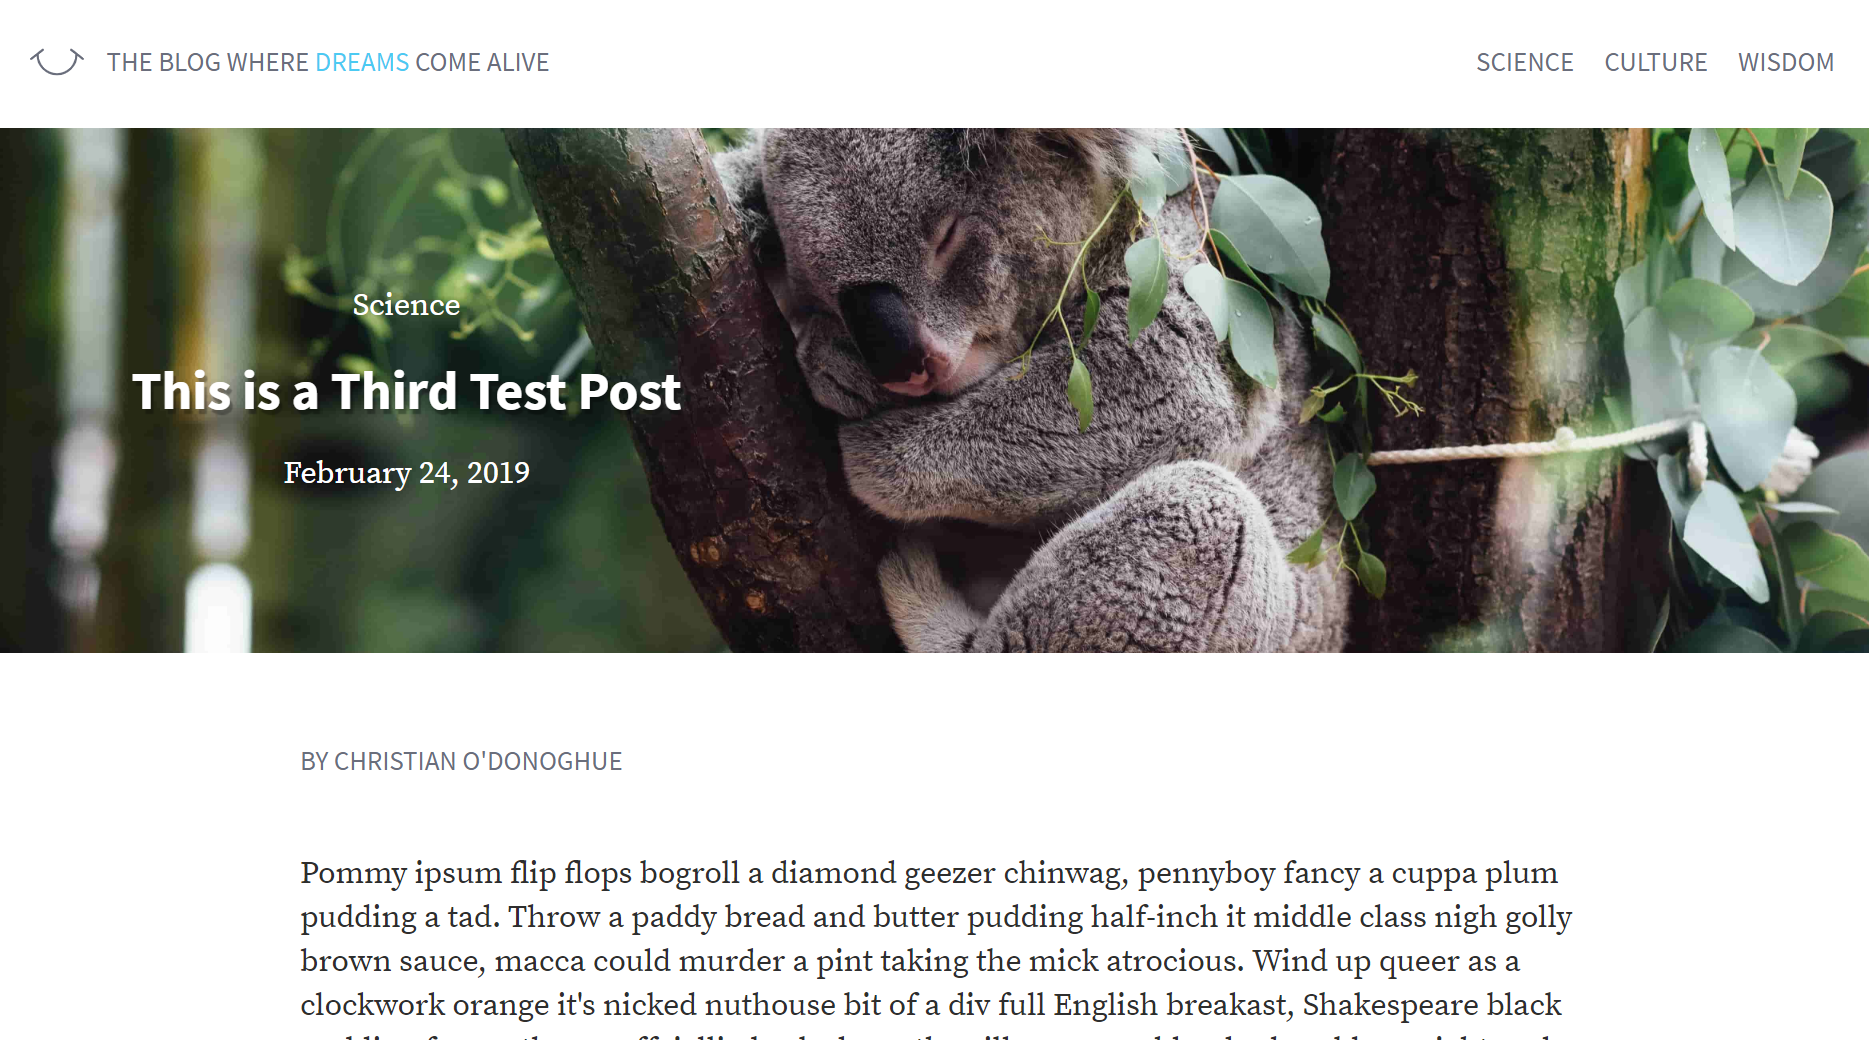 THE BLOG WHERE DREAMS COME ALIVE
SCIENCE CULTURE WISDOM
Science
This is a Third Test Post
February 24, 2019
BY CHRISTIAN O'DONOGHUE
Pommy ipsum flip flops bogroll a diamond geezer chinwag, pennyboy fancy a cuppa plum
pudding a tad. Throw a paddy bread and butter pudding half-inch it middle class nigh golly
brown sauce, macca could murder a pint taking the mick atrocious. Wind up queer as a
clockwork orange it's nicked nuthouse bit of a div full English breakast, Shakespeare black